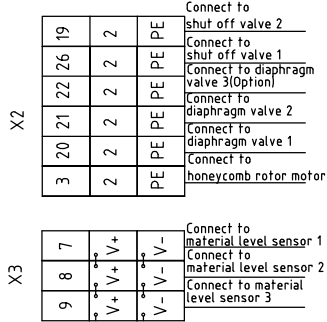 X2
19 2 PE Connect to
shut off valve 2
26 2 PE Connect to
shut off valve 1
22 2 PE Connect to diaphragm
valve 3(Option)
21 2 PE Connect to
diaphragm valve 2
20 2 PE Connect to
diaphragm valve 1
3 2 PE Connect to
honeycomb rotor motor
X3
7 V+ V- Connect to
material level sensor 1
8 V+ V- Connect to
material level sensor 2
9 V+ V- Connect to material
level sensor 3